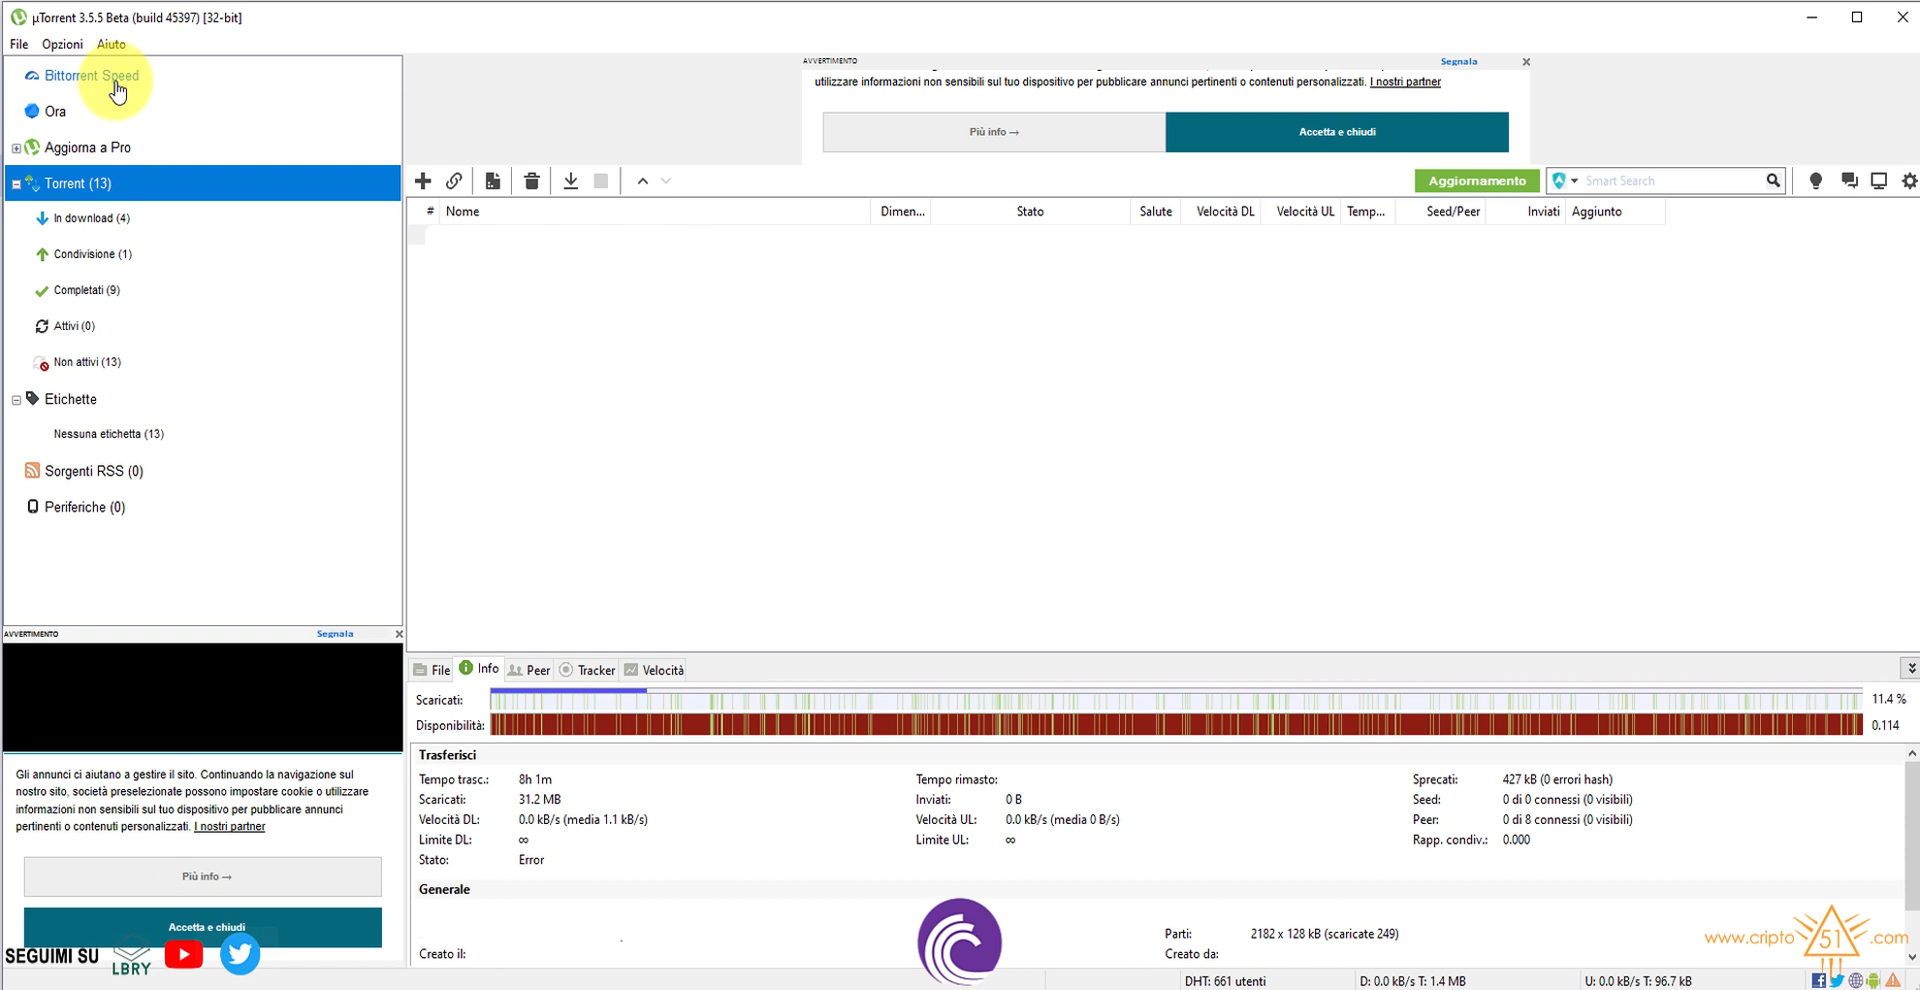 µTorrent 3.5.5 Beta (build 45397) [32-bit]
File Opzioni Aiuto
Bittorrent Speed
Ora
Aggiorna a Pro
Torrent (13)
In download (4)
Condivisione (1)
Completati (9)
Attivi (0)
Non attivi (13)
Etichette
Nessuna etichetta (13)
Sorgenti RSS (0)
Periferiche (0)
AVVERTIMENTO Segnala
utilizzare informazioni non sensibili sul tuo dispositivo per pubblicare annunci pertinenti o contenuti personalizzati. I nostri partner
Più info → Accetta e chiudi
Aggiornamento Smart Search
# Nome Dimen... Stato Salute Velocità DL Velocità UL Temp... Seed/Peer Inviati Aggiunto
AVVERTIMENTO Segnala
Gli annunci ci aiutano a gestire il sito. Continuando la navigazione sul
nostro sito, società preselezionate possono impostare cookie o utilizzare
informazioni non sensibili sul tuo dispositivo per pubblicare annunci
pertinenti o contenuti personalizzati. I nostri partner
Più info →
Accetta e chiudi
SEGUIMI SU LBRY
File Info Peer Tracker Velocità
Scaricati: 11.4 %
Disponibilità: 0.114
Trasferisci
Tempo trasc.: 8h 1m Tempo rimasto: Sprecati: 427 kB (0 errori hash)
Scaricati: 31.2 MB Inviati: 0 B Seed: 0 di 0 connessi (0 visibili)
Velocità DL: 0.0 kB/s (media 1.1 kB/s) Velocità UL: 0.0 kB/s (media 0 B/s) Peer: 0 di 8 connessi (0 visibili)
Limite DL: ∞ Limite UL: ∞ Rapp. condiv.: 0.000
Stato: Error
Generale
Parti: 2182 x 128 kB (scaricate 249)
Creato il: Creato da:
www.cripto 51 .com
DHT: 661 utenti D: 0.0 kB/s T: 1.4 MB U: 0.0 kB/s T: 96.7 kB